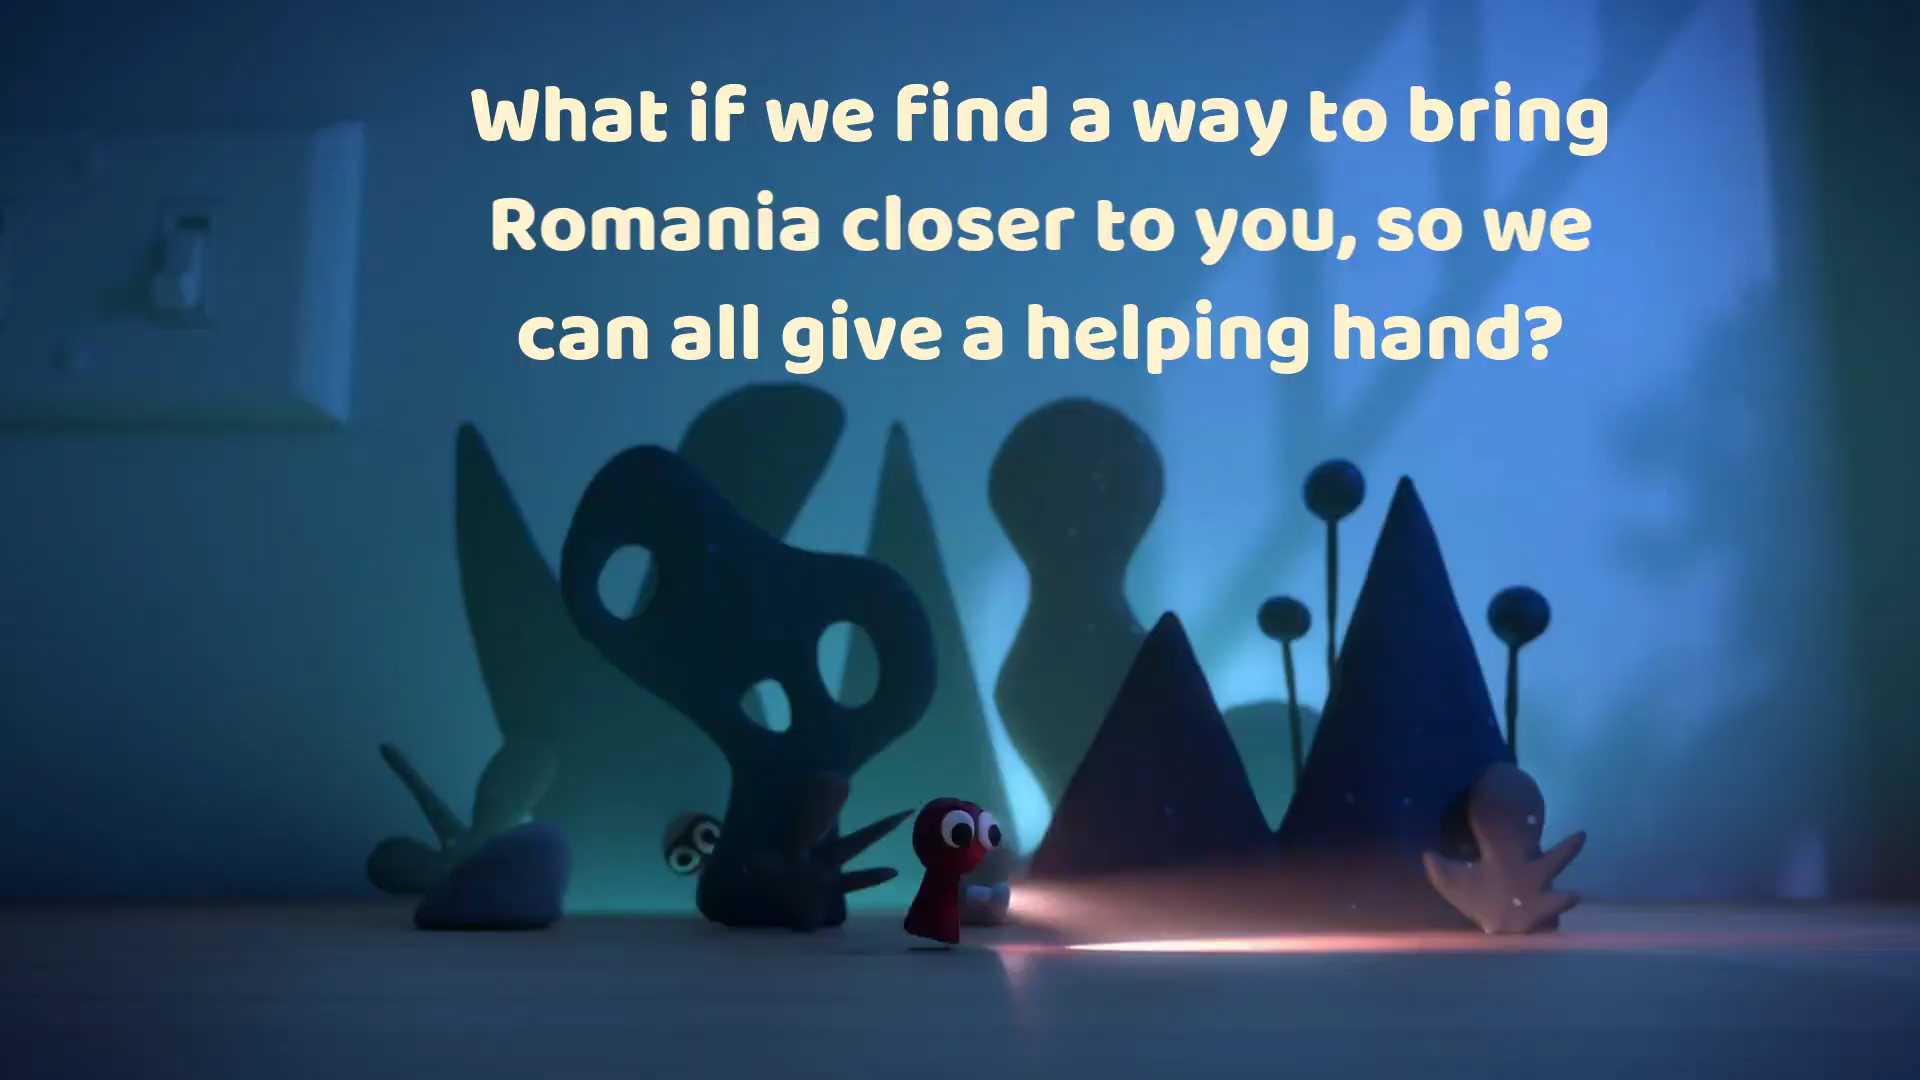 What if we find a way to bring
Romania closer to you, so we
can all give a helping hand?